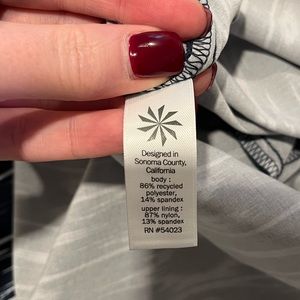 Designed in
Sonoma County,
California
body :
86% recycled
polyester,
14% spandex
upper lining :
87% nylon,
13% spandex
RN #54023